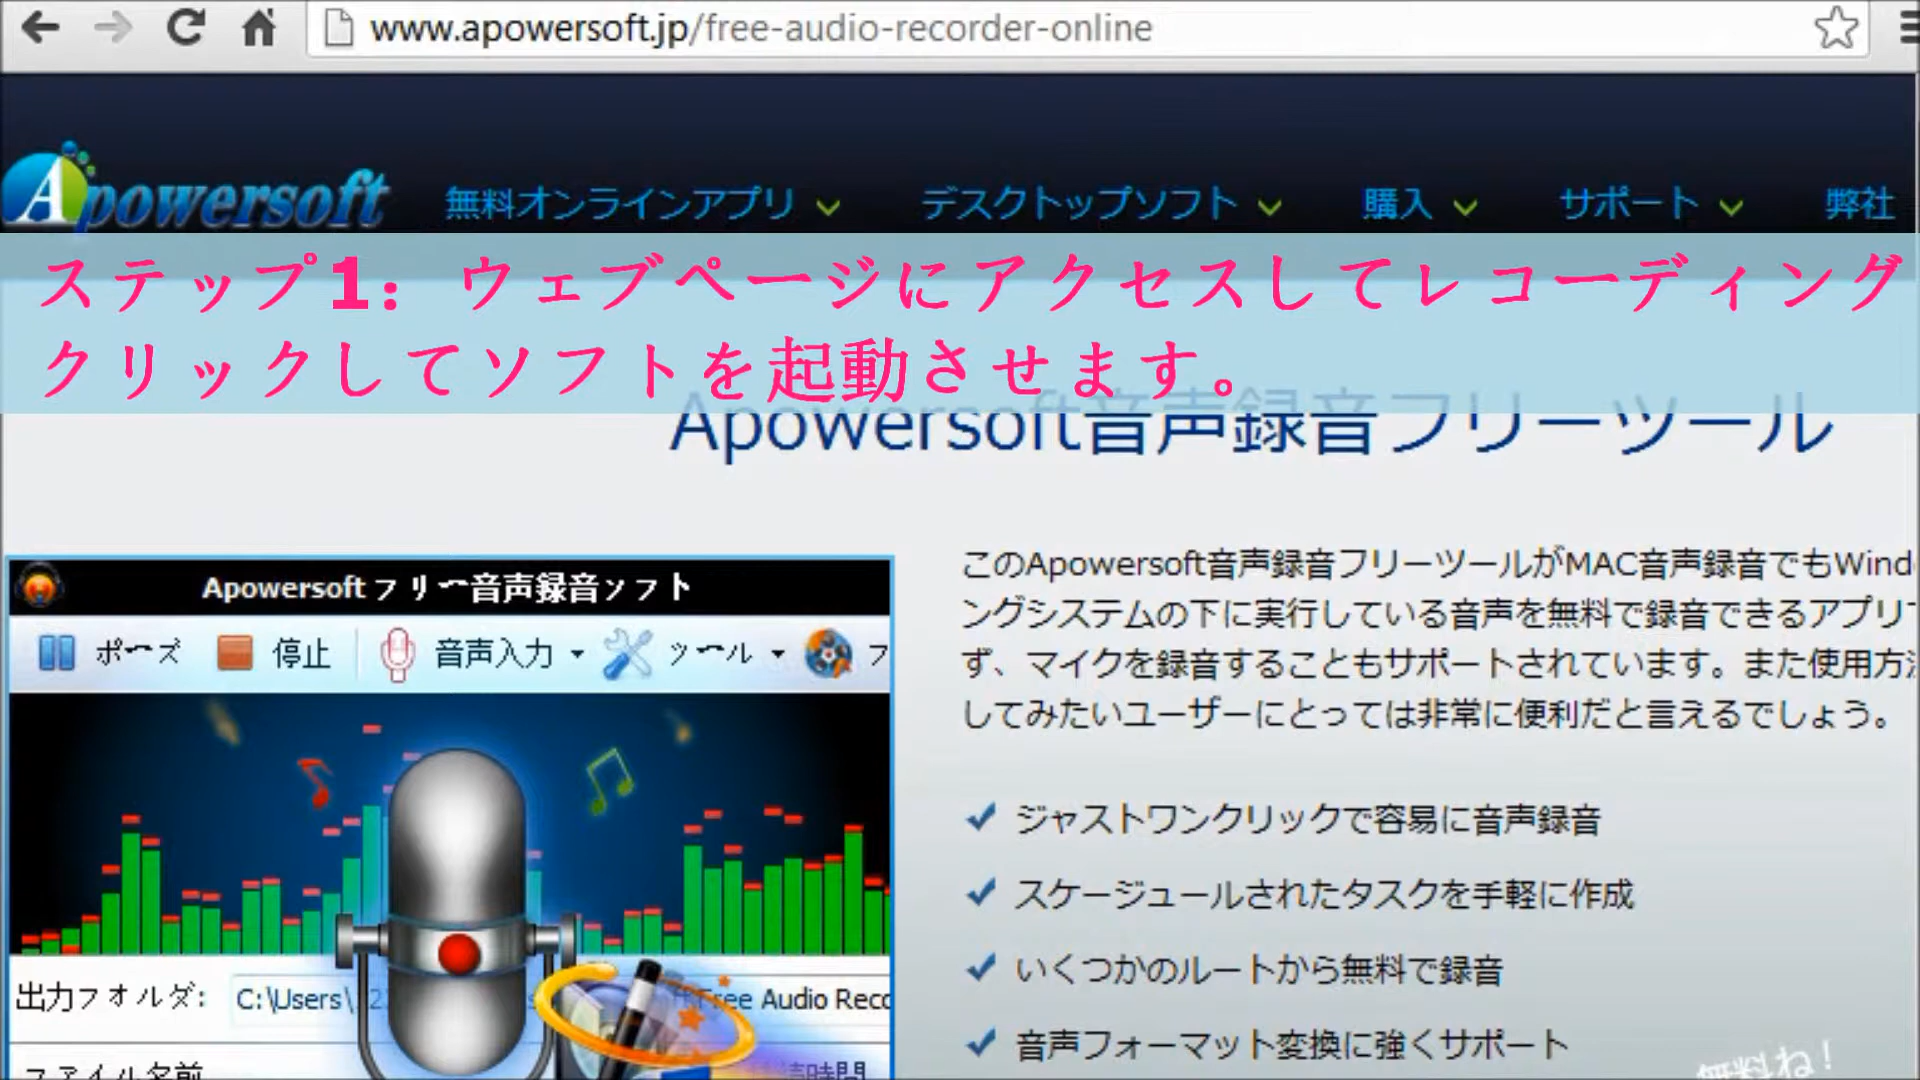 www.apowersoft.jp/free-audio-recorder-online
Apowersoft 無料オンラインアプリ デスクトップソフト 購入 サポート 弊社
ステップ1：ウェブページにアクセスしてレコーディング
クリックしてソフトを起動させます。
Apowersoft音声録音フリーツール
Apowersoft フリー音声録音ソフト
ポーズ 停止 音声入力 ツール フ
出力フォルダ: C:\Users\ Free Audio Reco
ファイル名前
このApowersoft音声録音フリーツールがMAC音声録音でもWind
ングシステムの下に実行している音声を無料で録音できるアプリ
ず、マイクを録音することもサポートされています。また使用方
してみたいユーザーにとっては非常に便利だと言えるでしょう。
ジャストワンクリックで容易に音声録音
スケージュールされたタスクを手軽に作成
いくつかのルートから無料で録音
音声フォーマット変換に強くサポート
無料ね！